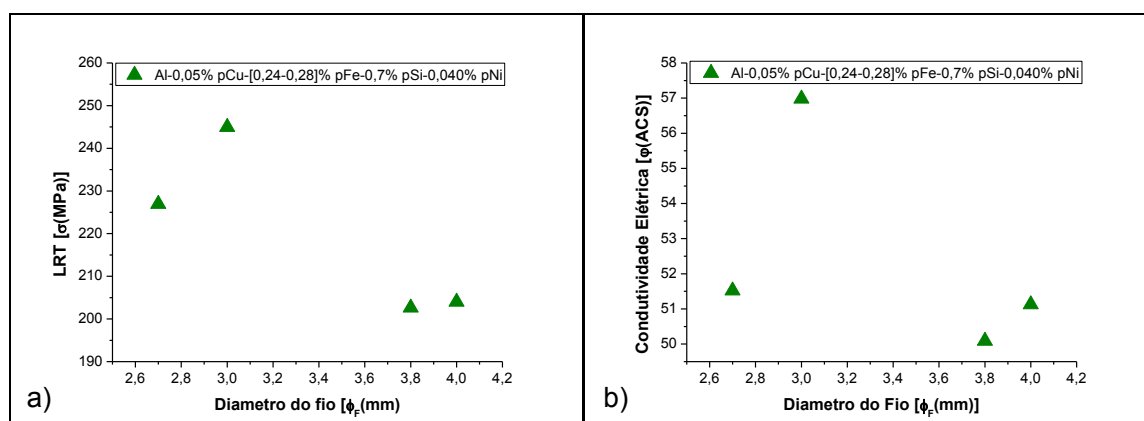 Al-0,05% pCu-[0,24-0,28]% pFe-0,7% pSi-0,040% pNi
260
250
240
230
220
210
200
190
LRT [σ(MPa)]
2,6 2,8 3,0 3,2 3,4 3,6 3,8 4,0 4,2
Diametro do fio [ϕF(mm)
a)
Al-0,05% pCu-[0,24-0,28]% pFe-0,7% pSi-0,040% pNi
57
56
55
54
53
52
51
50
Condutividade Elétrica [φ(ACS)]
2,6 2,8 3,0 3,2 3,4 3,6 3,8 4,0 4,2
Diametro do Fio [ϕF(mm)]
b)